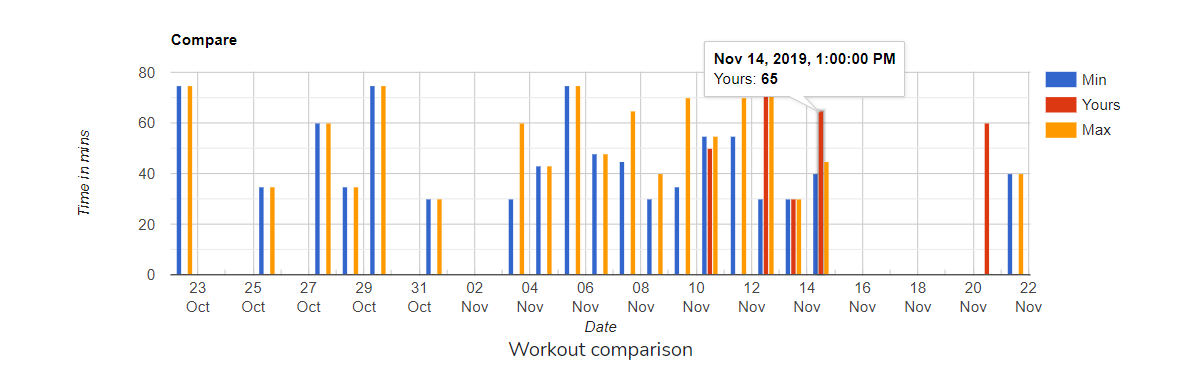 Compare
Nov 14, 2019, 1:00:00 PM
Yours: 65
80
60
40
20
0
Time in mins
Min
Yours
Max
23 25 27 29 31 02 04 06 08 10 12 14 16 18 20 22
Oct Oct Oct Oct Oct Nov Nov Nov Nov Nov Nov Nov Nov Nov Nov Nov
Date
Workout comparison